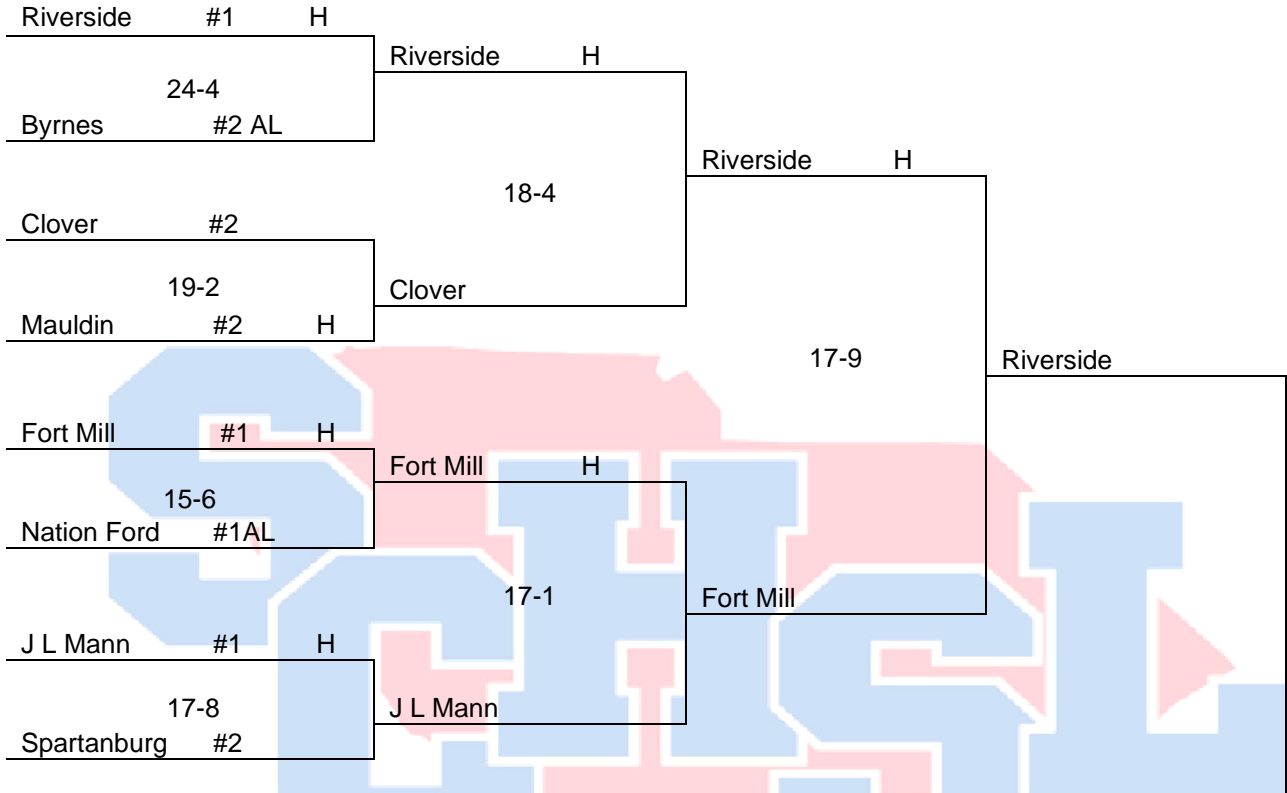 Riverside #1 H
Riverside H
24-4
Byrnes #2 AL
Riverside H
18-4
Clover #2
19-2
Clover
Mauldin #2 H
17-9
Riverside
Fort Mill #1 H
Fort Mill H
15-6
Nation Ford #1AL
17-1
Fort Mill
J L Mann #1 H
17-8
J L Mann
Spartanburg #2
SCHSL